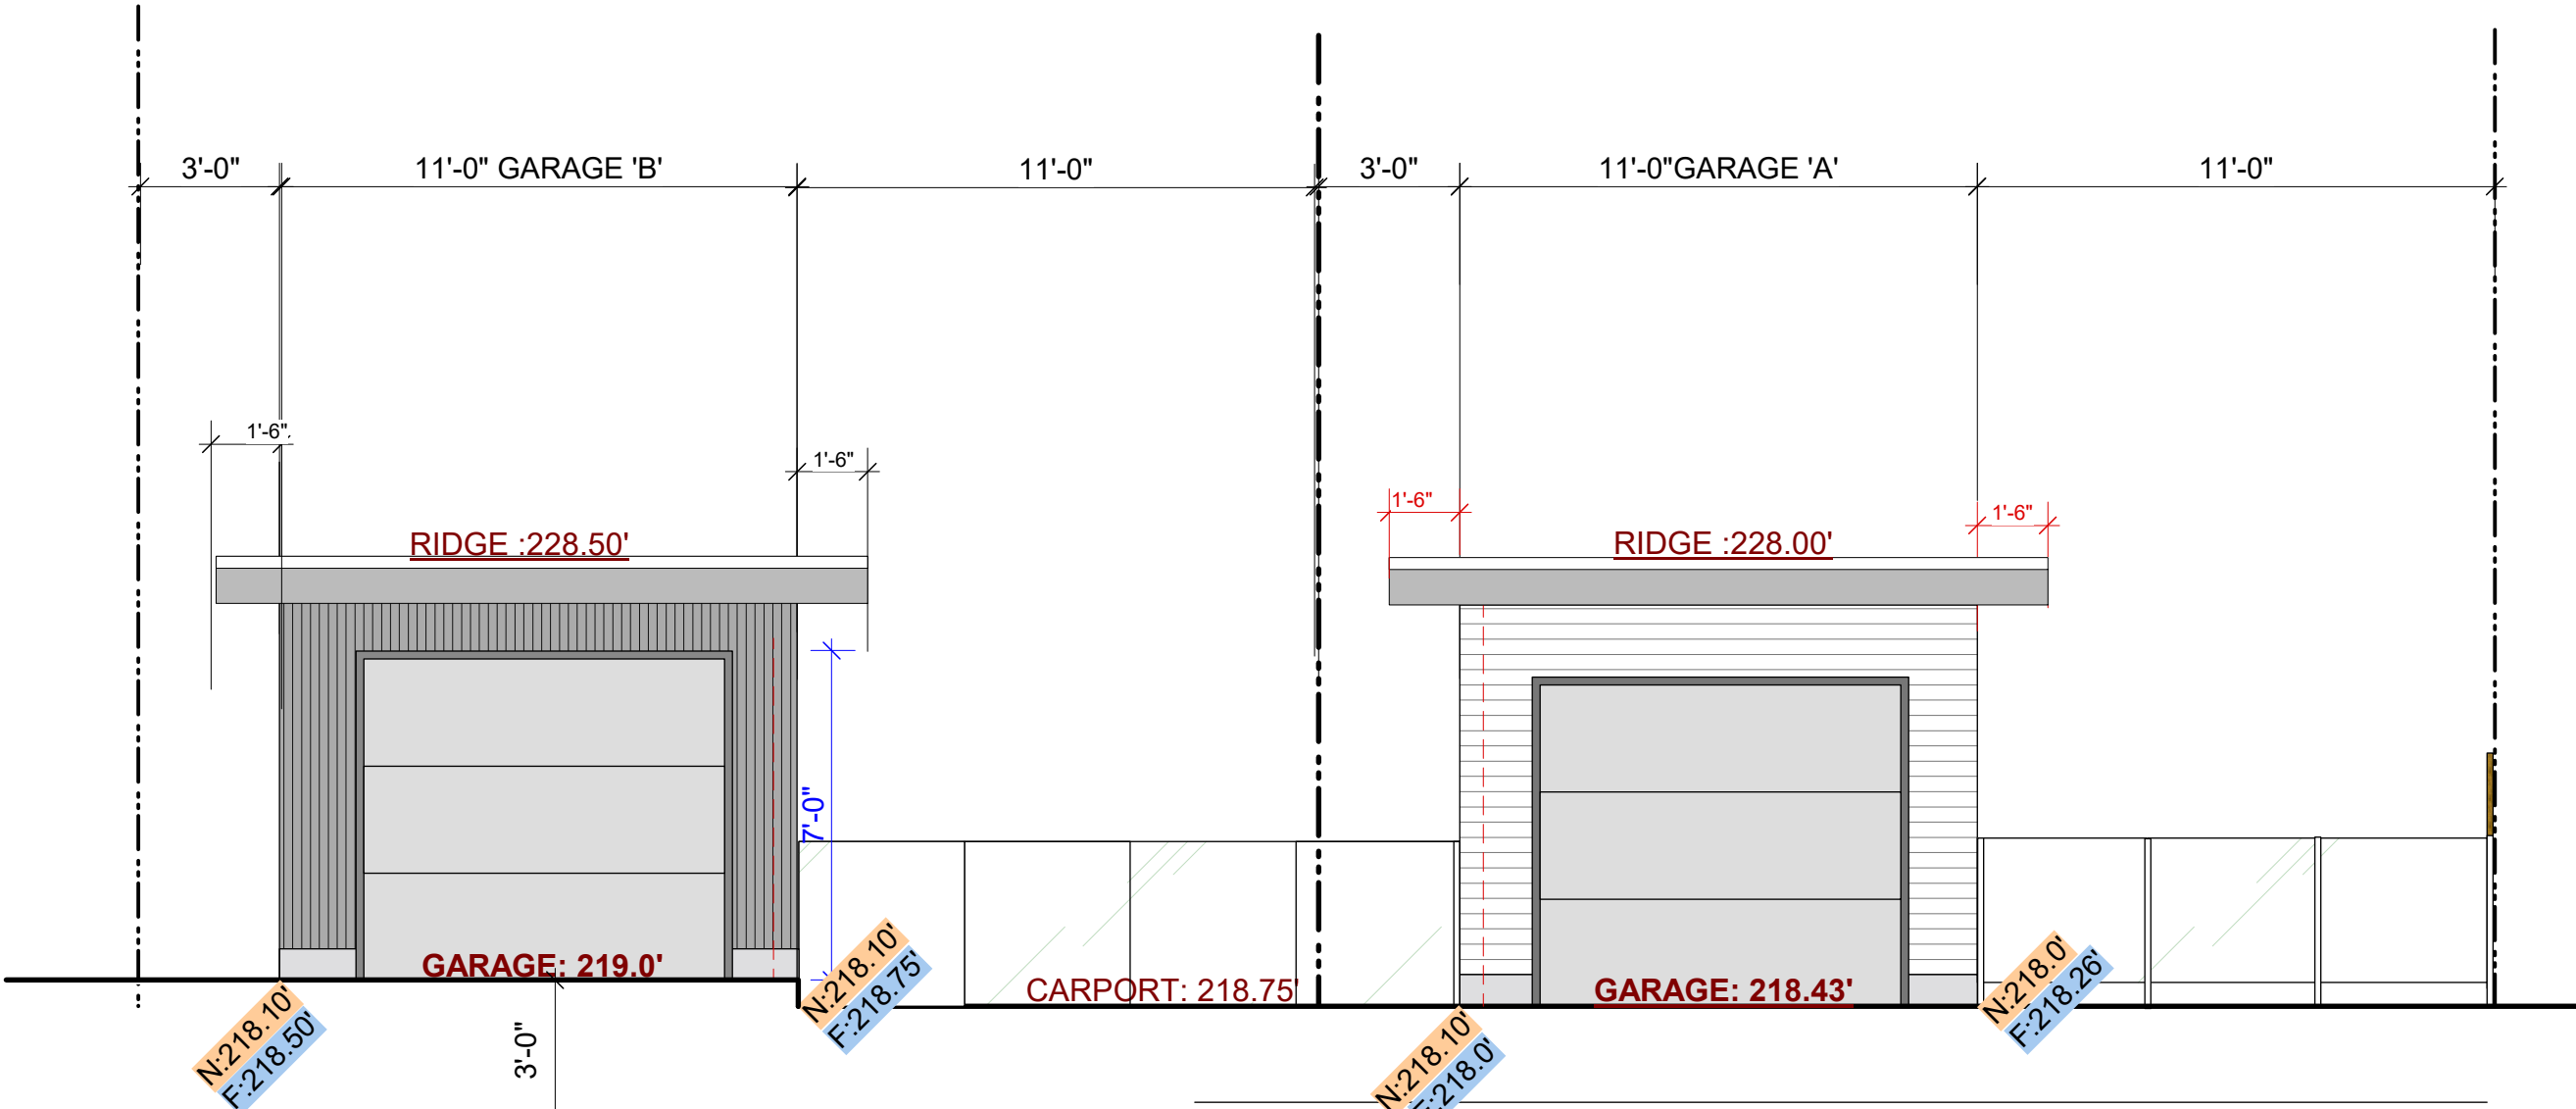 3'-0"
11'-0" GARAGE 'B'
11'-0"
3'-0"
11'-0"GARAGE 'A'
11'-0"
1'-6"
1'-6"
1'-6"
1'-6"
RIDGE :228.50'
RIDGE :228.00'
7'-0"
GARAGE: 219.0'
CARPORT: 218.75'
GARAGE: 218.43'
N:218.10'
F:218.50'
N:218.10'
F:218.75'
N:218.10'
F:218.0'
N:218.0'
F:218.26'
3'-0"